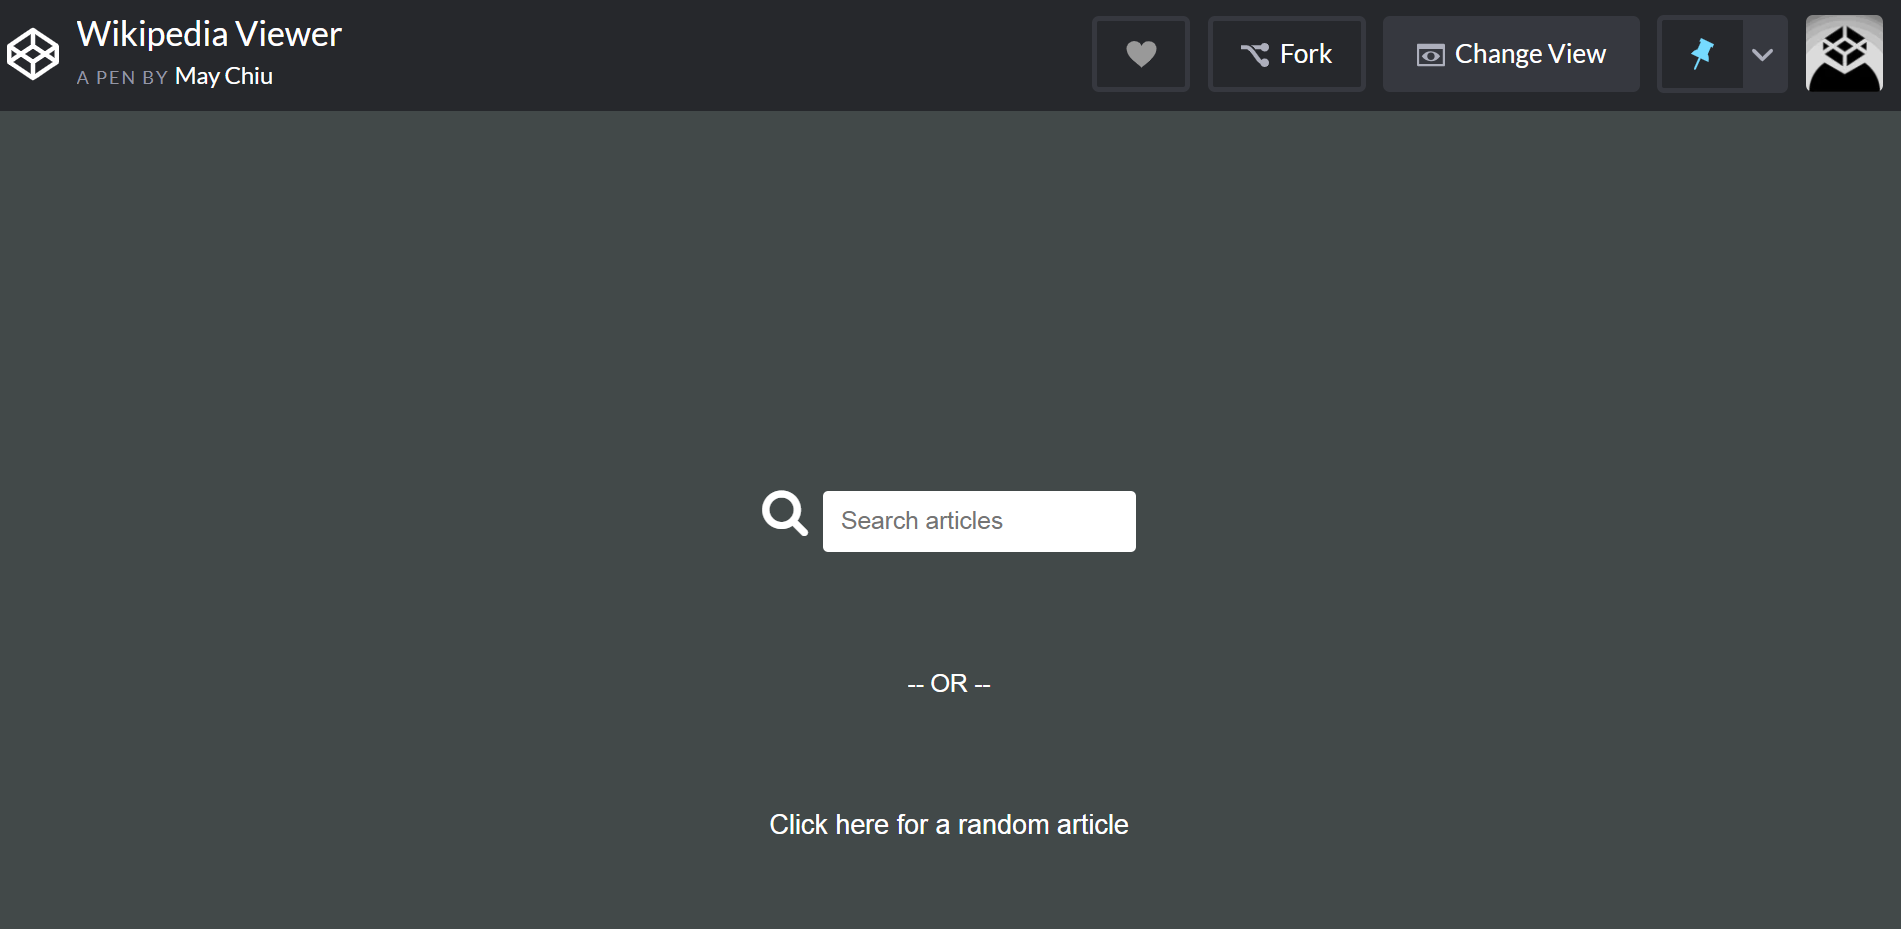 Wikipedia Viewer
A PEN BY May Chiu
Fork
Change View
Search articles
-- OR --
Click here for a random article